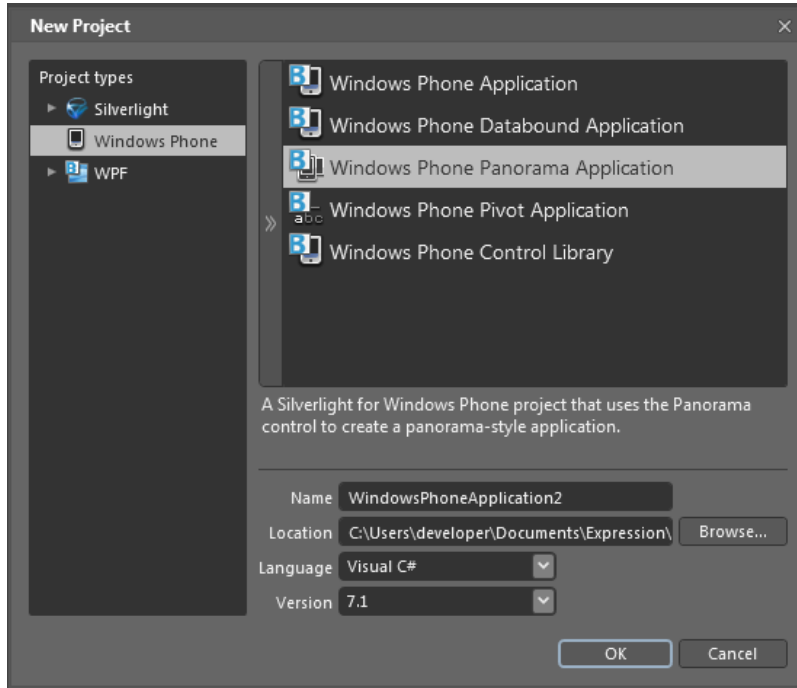 New Project
Project types
Silverlight
Windows Phone
WPF
Windows Phone Application
Windows Phone Databound Application
Windows Phone Panorama Application
Windows Phone Pivot Application
Windows Phone Control Library
A Silverlight for Windows Phone project that uses the Panorama
control to create a panorama-style application.
Name WindowsPhoneApplication2
Location C:\Users\developer\Documents\Expression\ Browse...
Language Visual C#
Version 7.1
OK Cancel